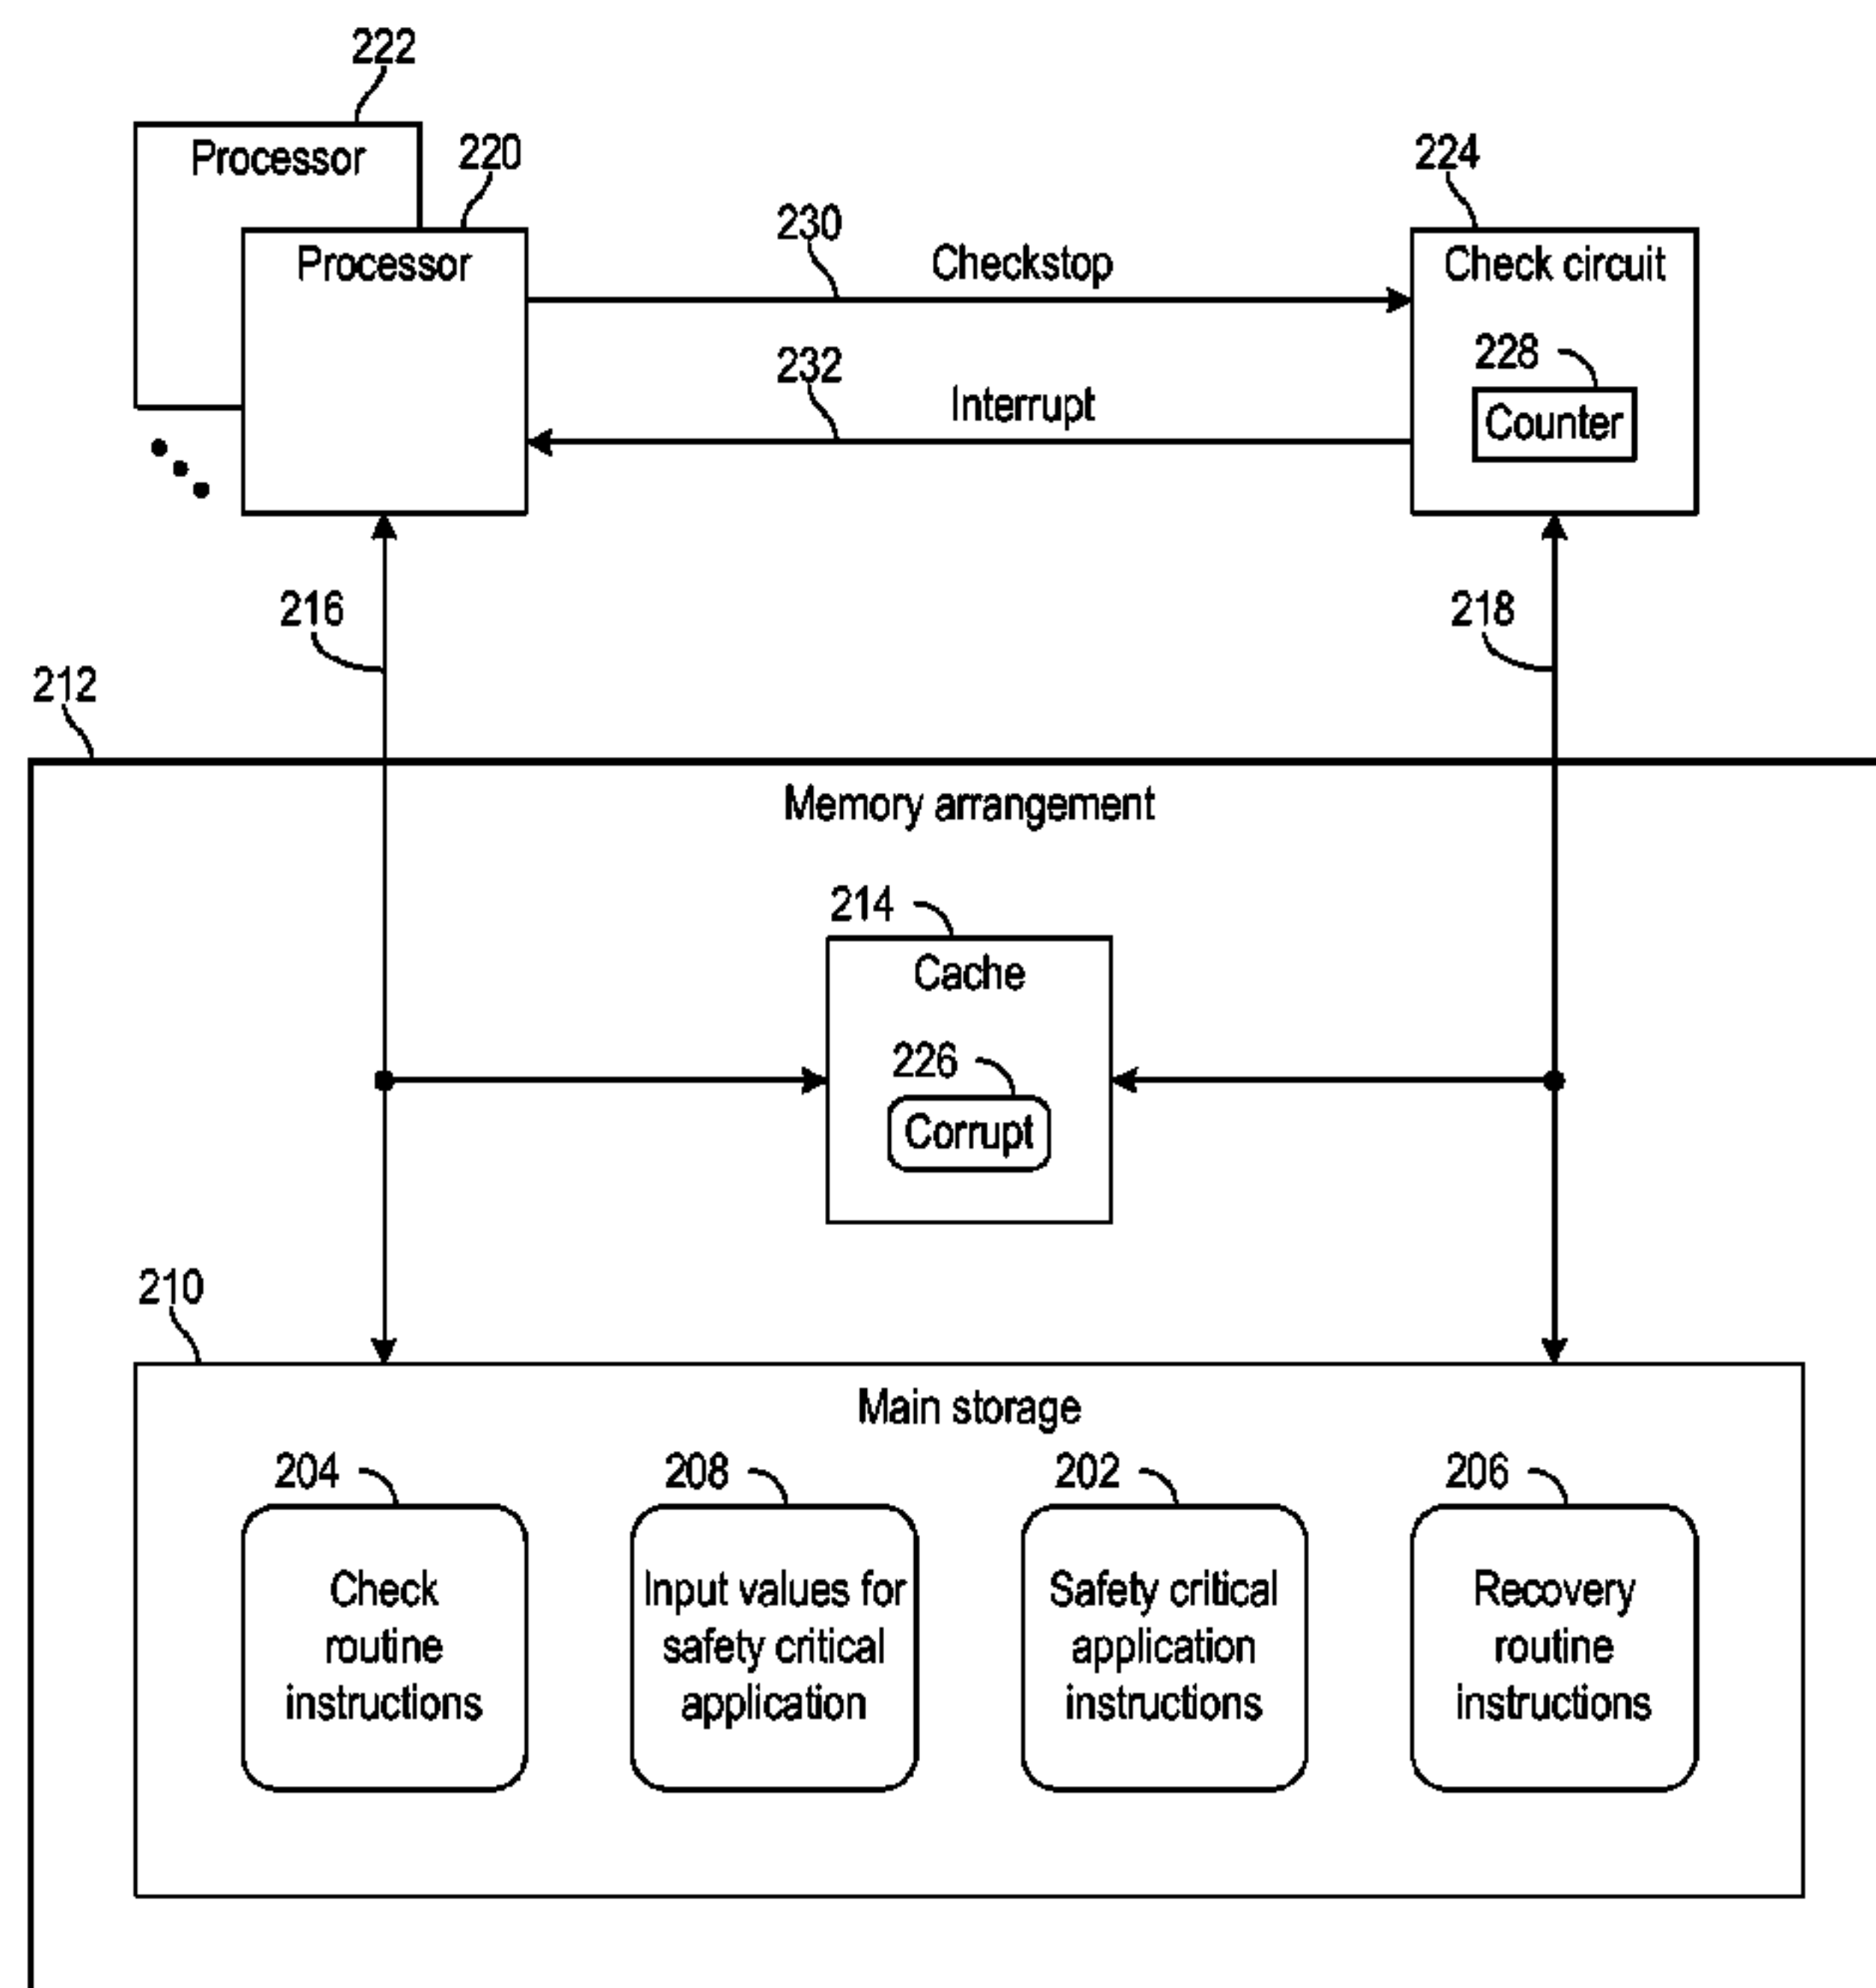 222
Processor
220
Processor
230
Checkstop
224
Check circuit
232
Interrupt
228
Counter
216
218
212
Memory arrangement
214
Cache
226
Corrupt
210
Main storage
204
Check
routine
instructions
208
Input values for
safety critical
application
202
Safety critical
application
instructions
206
Recovery
routine
instructions